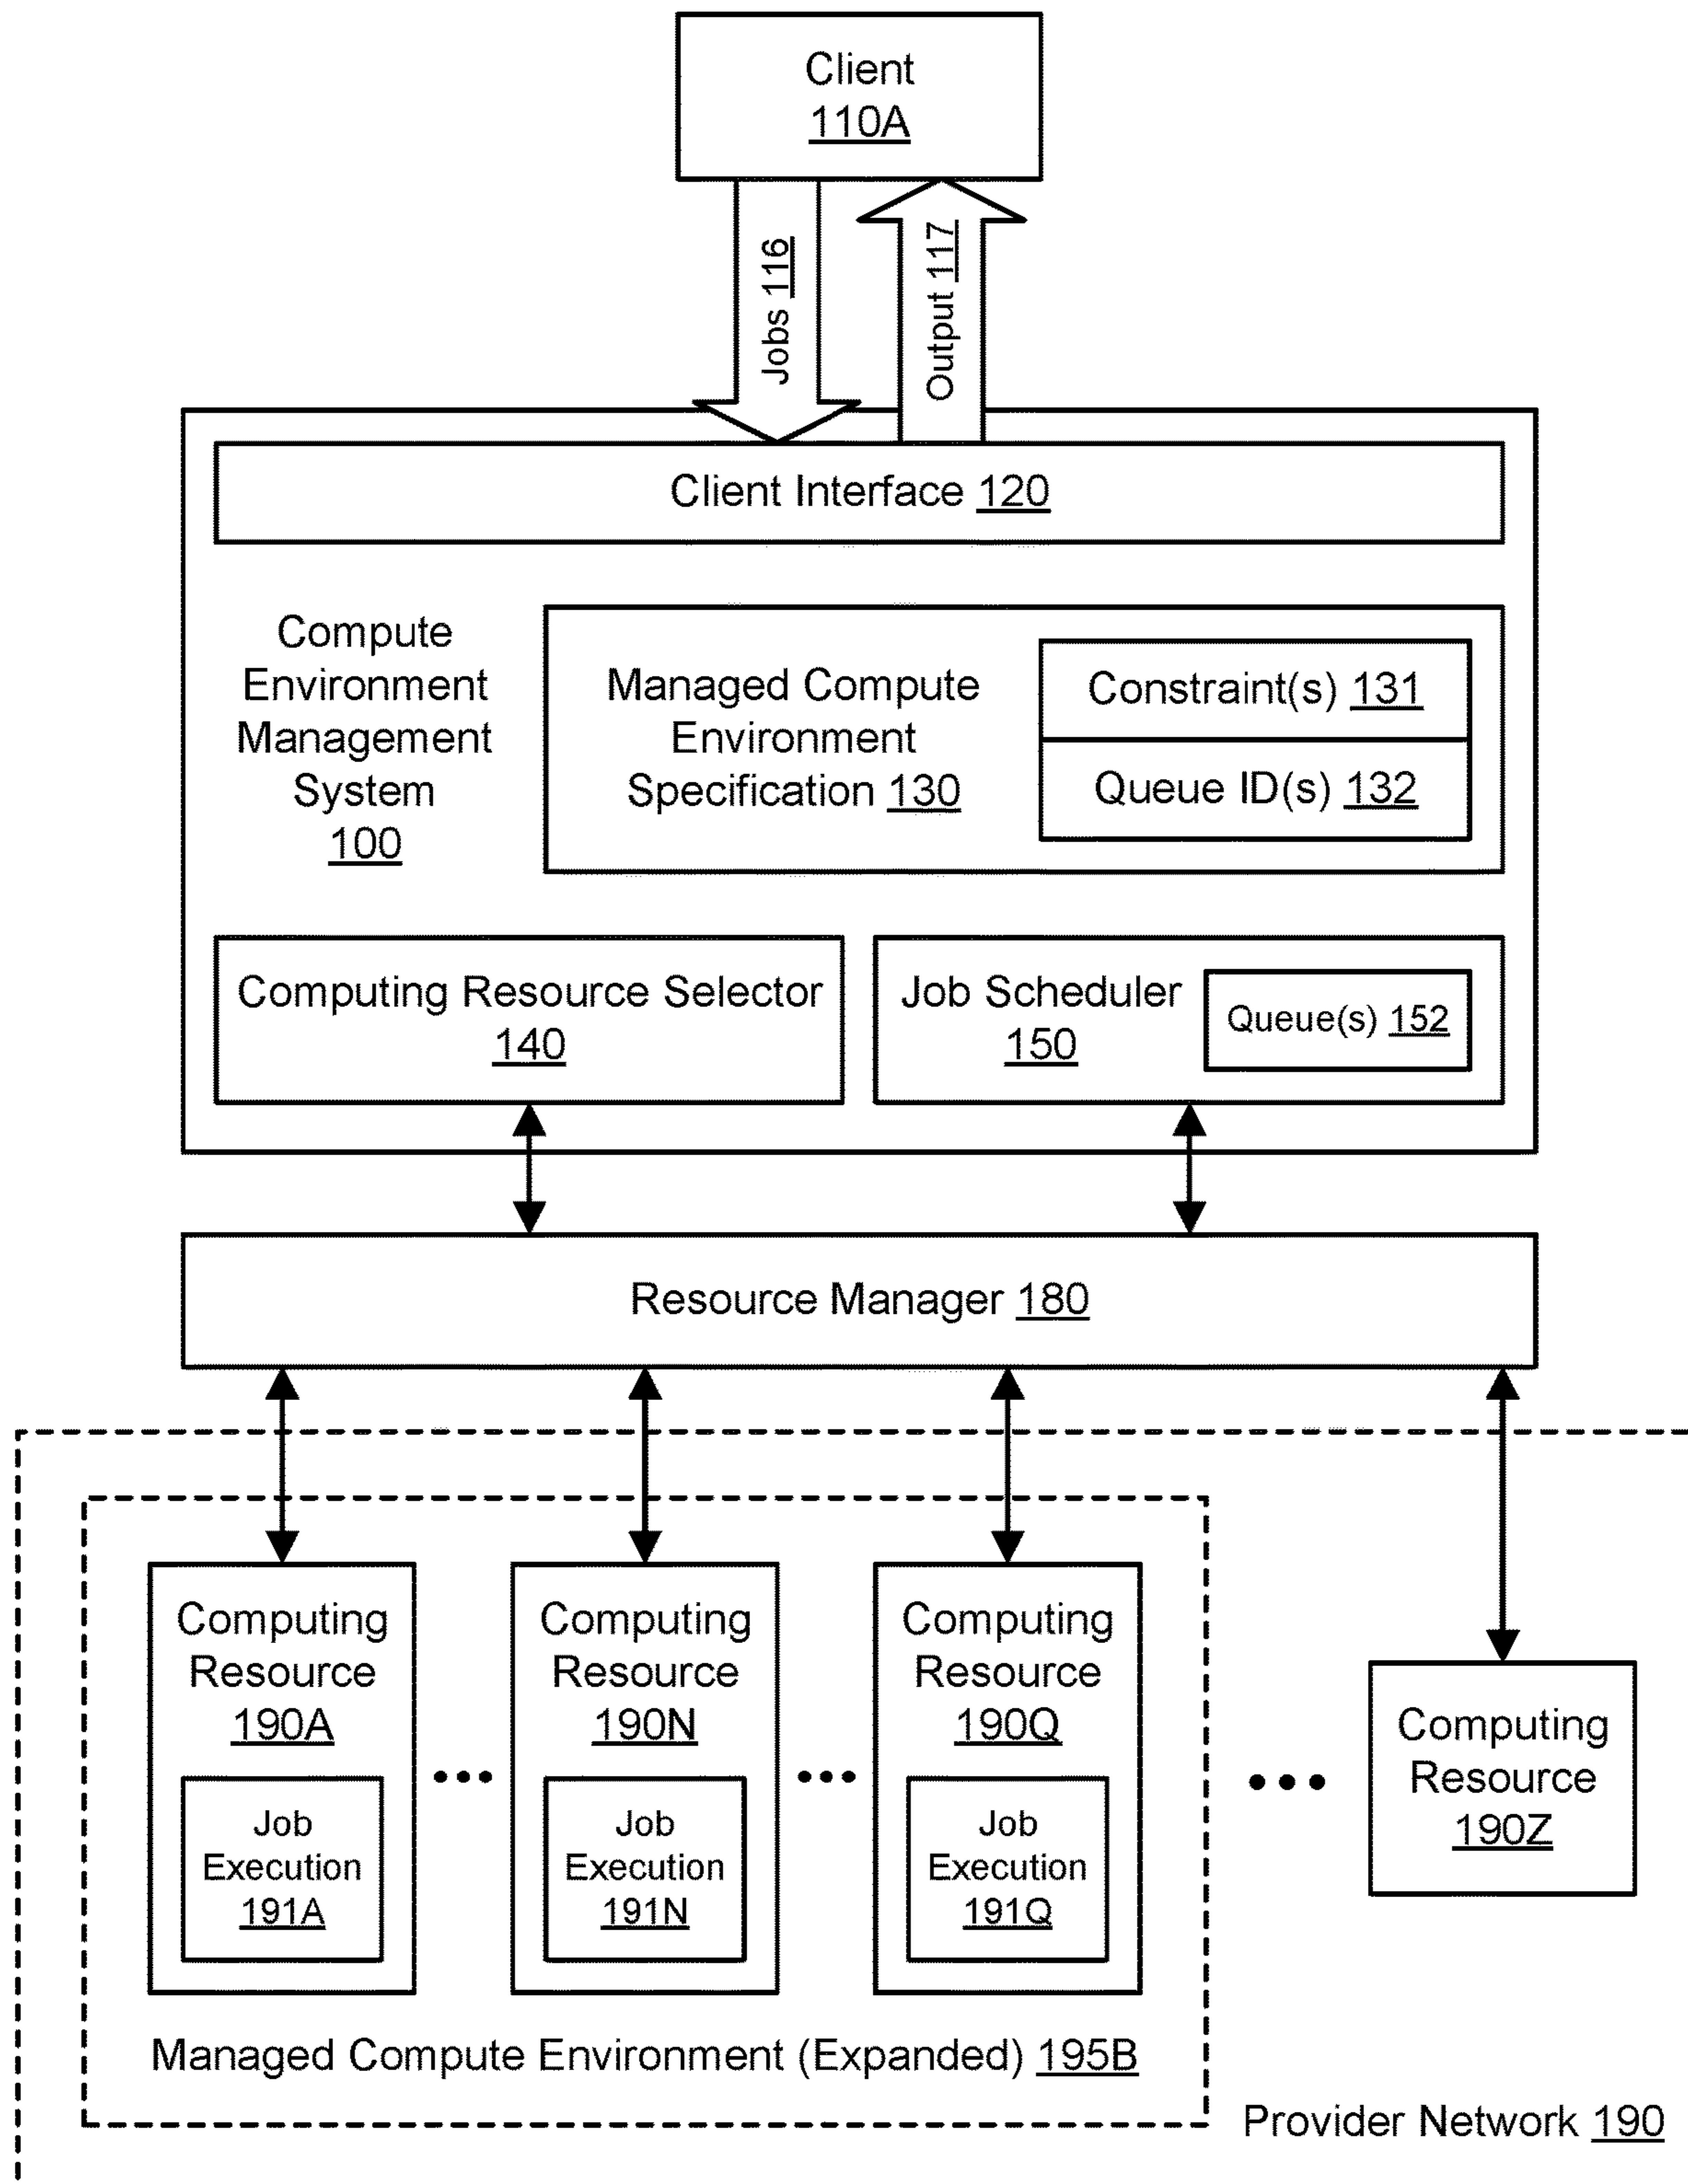 Client
110A
Jobs 116
Output 117
Client Interface 120
Compute
Environment
Management
System
100
Managed Compute
Environment
Specification 130
Constraint(s) 131
Queue ID(s) 132
Computing Resource Selector
140
Job Scheduler
150
Queue(s) 152
Resource Manager 180
Computing
Resource
190A
Job
Execution
191A
Computing
Resource
190N
Job
Execution
191N
Computing
Resource
190Q
Job
Execution
191Q
Computing
Resource
190Z
Managed Compute Environment (Expanded) 195B
Provider Network 190